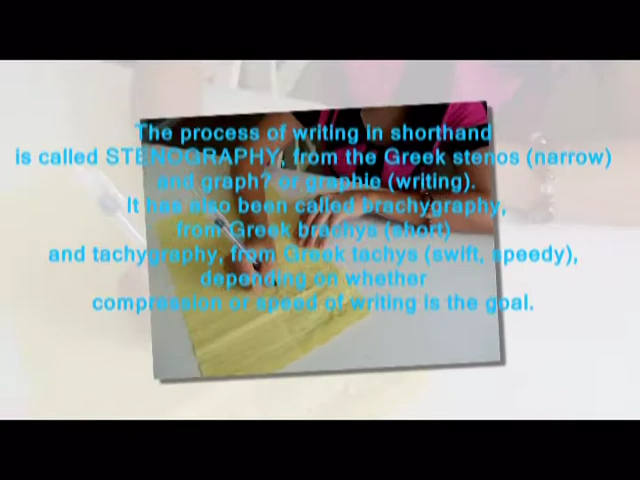 The process of writing in shorthand
is called STENOGRAPHY, from the Greek stenos (narrow)
and graph? or graphie (writing).
It has also been called brachygraphy,
from Greek brachys (short)
and tachygraphy, from Greek tachys (swift, speedy),
depending on whether
compression or speed of writing is the goal.